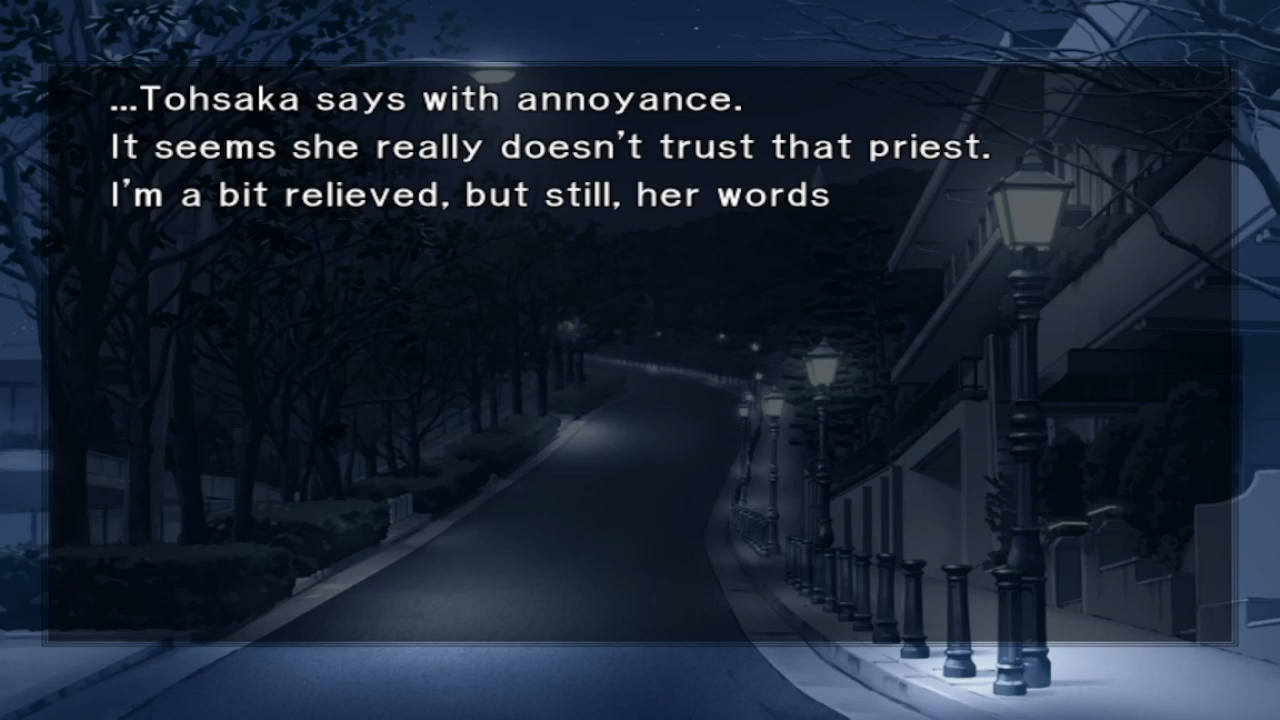 ...Tohsaka says with annoyance.
It seems she really doesn't trust that priest.
I'm a bit relieved, but still, her words